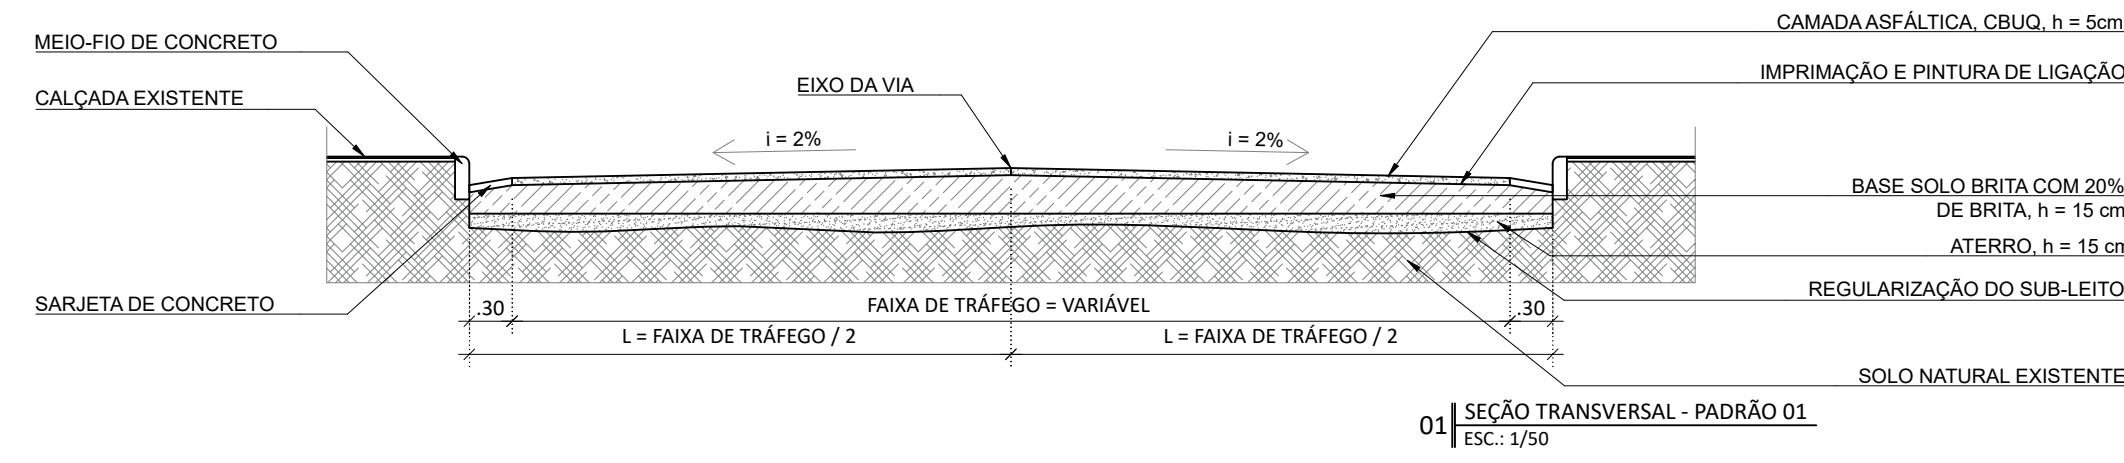 CAMADA ASFÁLTICA, CBUQ, h = 5cm
MEIO-FIO DE CONCRETO
IMPRIMAÇÃO E PINTURA DE LIGAÇÃO
EIXO DA VIA
CALÇADA EXISTENTE
i = 2%
i = 2%
BASE SOLO BRITA COM 20%
DE BRITA, h = 15 cm
ATERRO, h = 15 cm
REGULARIZAÇÃO DO SUB-LEITO
SARJETA DE CONCRETO
.30
FAIXA DE TRÁFEGO = VARIÁVEL
.30
L = FAIXA DE TRÁFEGO / 2
L = FAIXA DE TRÁFEGO / 2
SOLO NATURAL EXISTENTE
01
SEÇÃO TRANSVERSAL - PADRÃO 01
ESC.: 1/50